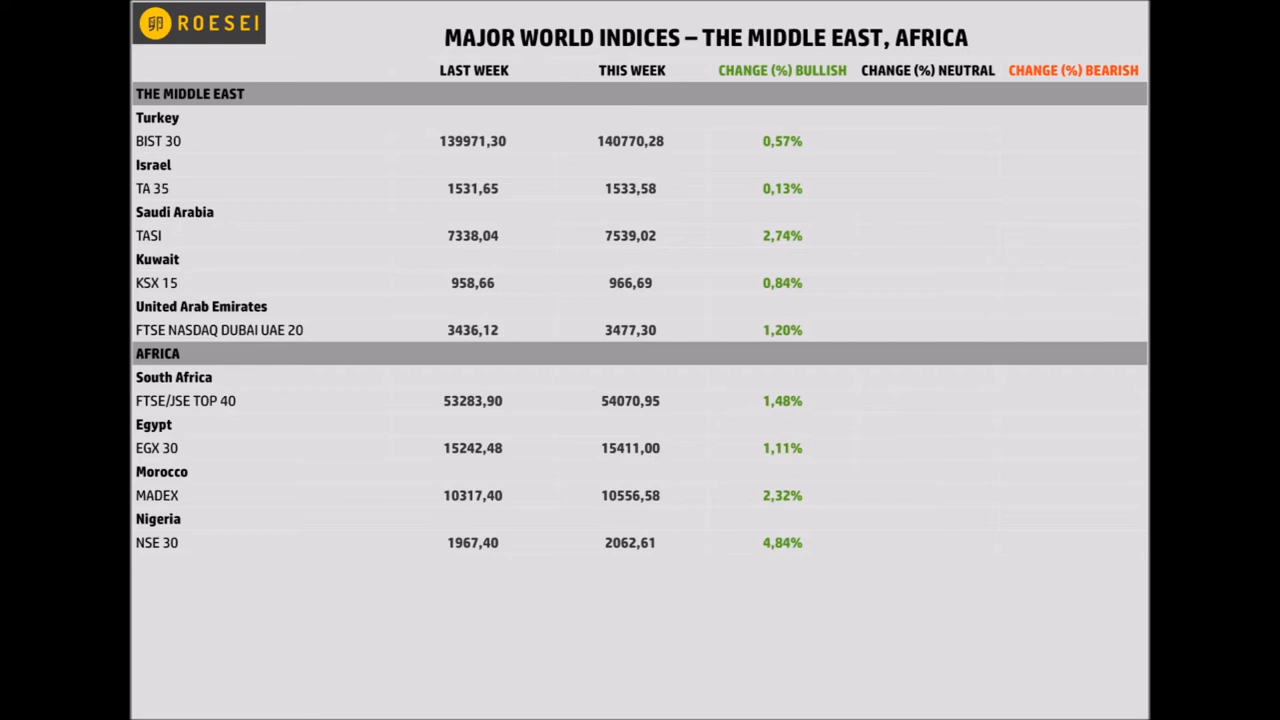 卵 ROESEI
MAJOR WORLD INDICES – THE MIDDLE EAST, AFRICA
LAST WEEK THIS WEEK CHANGE (%) BULLISH CHANGE (%) NEUTRAL CHANGE (%) BEARISH
THE MIDDLE EAST
Turkey
BIST 30 139971,30 140770,28 0,57%
Israel
TA 35 1531,65 1533,58 0,13%
Saudi Arabia
TASI 7338,04 7539,02 2,74%
Kuwait
KSX 15 958,66 966,69 0,84%
United Arab Emirates
FTSE NASDAQ DUBAI UAE 20 3436,12 3477,30 1,20%
AFRICA
South Africa
FTSE/JSE TOP 40 53283,90 54070,95 1,48%
Egypt
EGX 30 15242,48 15411,00 1,11%
Morocco
MADEX 10317,40 10556,58 2,32%
Nigeria
NSE 30 1967,40 2062,61 4,84%